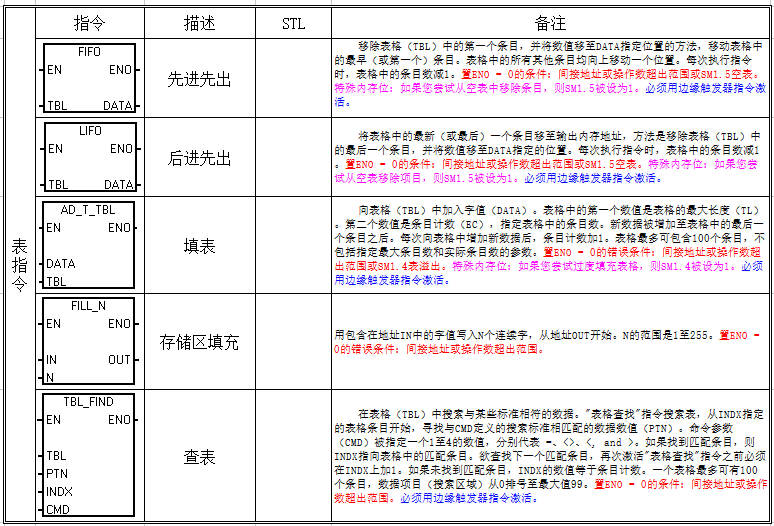 指令 描述 STL 备注
表指令
FIFO
EN ENO
TBL DATA
先进先出
移除表格（TBL）中的第一个条目，并将数值移至DATA指定位置的方法，移动表格中
的最早（或第一个）条目。表格中的所有其他条目均向上移动一个位置。每次执行指令
时，表格中的条目数减1。置ENO = 0的条件：间接地址或操作数超出范围或SM1.5空表。
特殊内存位：如果您尝试从空表中移除条目，则SM1.5被设为1。必须用边缘触发器指令激
活。
LIFO
EN ENO
TBL DATA
后进先出
将表格中的最新（或最后）一个条目移至输出内存地址，方法是移除表格（TBL）中
的最后一个条目，并将数值移至DATA指定的位置。每次执行指令时，表格中的条目数减1
。置ENO = 0的条件：间接地址或操作数超出范围或SM1.5空表。特殊内存位：如果您尝
试从空表移除项目，则SM1.5被设为1。必须用边缘触发器指令激活。
AD_T_TBL
EN ENO
DATA
TBL
填表
向表格（TBL）中加入字值（DATA）。表格中的第一个数值是表格的最大长度（TL）
。第二个数值是条目计数（EC），指定表格中的条目数。新数据被增加至表格中的最后一
个条目之后。每次向表格中增加新数据后，条目计数加1。表格最多可包含100个条目，不
包括指定最大条目数和实际条目数的参数。置ENO = 0的错误条件：间接地址或操作数超
出范围或SM1.4表溢出。特殊内存位：如果您尝试过度填充表格，则SM1.4被设为1。必须
用边缘触发器指令激活。
FILL_N
EN ENO
IN OUT
N
存储区填充
用包含在地址IN中的字值写入N个连续字，从地址OUT开始。N的范围是1至255。置ENO =
0的错误条件：间接地址或操作数超出范围。
TBL_FIND
EN ENO
TBL
PTN
INDX
CMD
查表
在表格（TBL）中搜索与某些标准相符的数据。"表格查找"指令搜索表，从INDX指定
的表格条目开始，寻找与CMD定义的搜索标准相匹配的数据数值（PTN）。命令参数
（CMD）被指定一个1至4的数值，分别代表 =、<>、<, and >。如果找到匹配条目，则
INDX指向表格中的匹配条目。欲查找下一个匹配条目，再次激活"表格查找"指令之前必须
在INDX上加1。如果未找到匹配条目，INDX的数值等于条目计数。一个表格最多可有100
个条目，数据项目（搜索区域）从0排号至最大值99。置ENO = 0的条件：间接地址或操作数
超出范围。必须用边缘触发器指令激活。